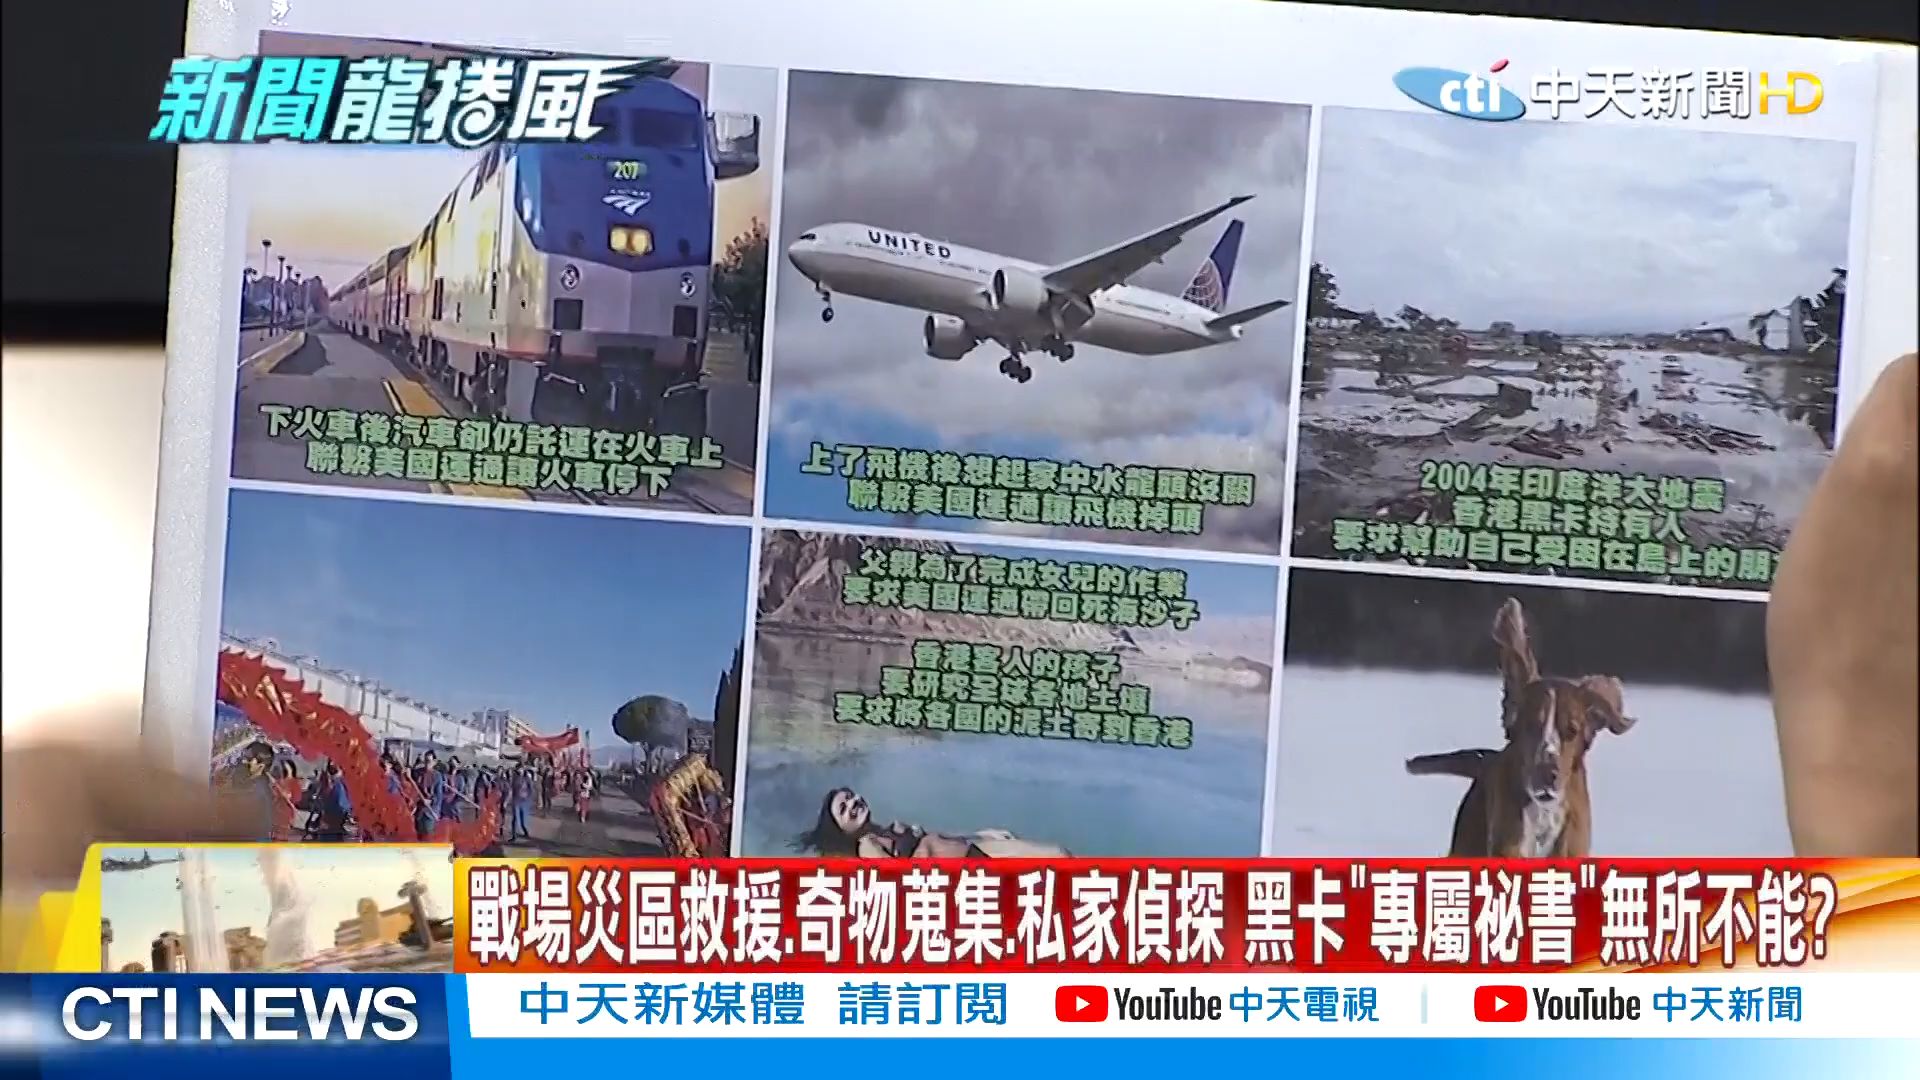 新聞龍捲風
cti 中天新聞HD
207
下火車後汽車卻仍託運在火車上
聯繫美國運通讓火車停下
UNITED
上了飛機後想起家中水龍頭沒關
聯繫美國運通讓飛機掉頭
2004年印度洋大地震
香港黑卡持有人
要求幫助自己受困在島上的朋
父親為了完成女兒的作業
要求美國運通帶回死海沙子
香港客人的孩子
要研究全球各地土壤
要求將各國的泥土寄到香港
戰場災區救援.奇物蒐集.私家偵探 黑卡"專屬祕書"無所不能?
CTI NEWS
中天新媒體 請訂閱 YouTube 中天電視 | YouTube 中天新聞